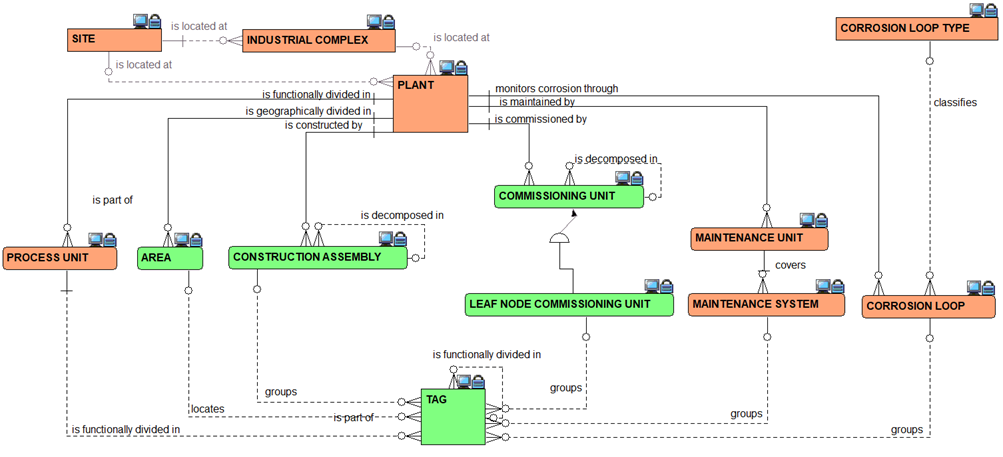 is located at
SITE
INDUSTRIAL COMPLEX
CORROSION LOOP TYPE
is located at
is located at
PLANT
is functionally divided in
monitors corrosion through
is maintained by
classifies
is geographically divided in
is commissioned by
is constructed by
is decomposed in
COMMISSIONING UNIT
is part of
is decomposed in
PROCESS UNIT
AREA
CONSTRUCTION ASSEMBLY
MAINTENANCE UNIT
covers
LEAF NODE COMMISSIONING UNIT
MAINTENANCE SYSTEM
CORROSION LOOP
is functionally divided in
groups
groups
TAG
locates
is part of
groups
is functionally divided in
groups